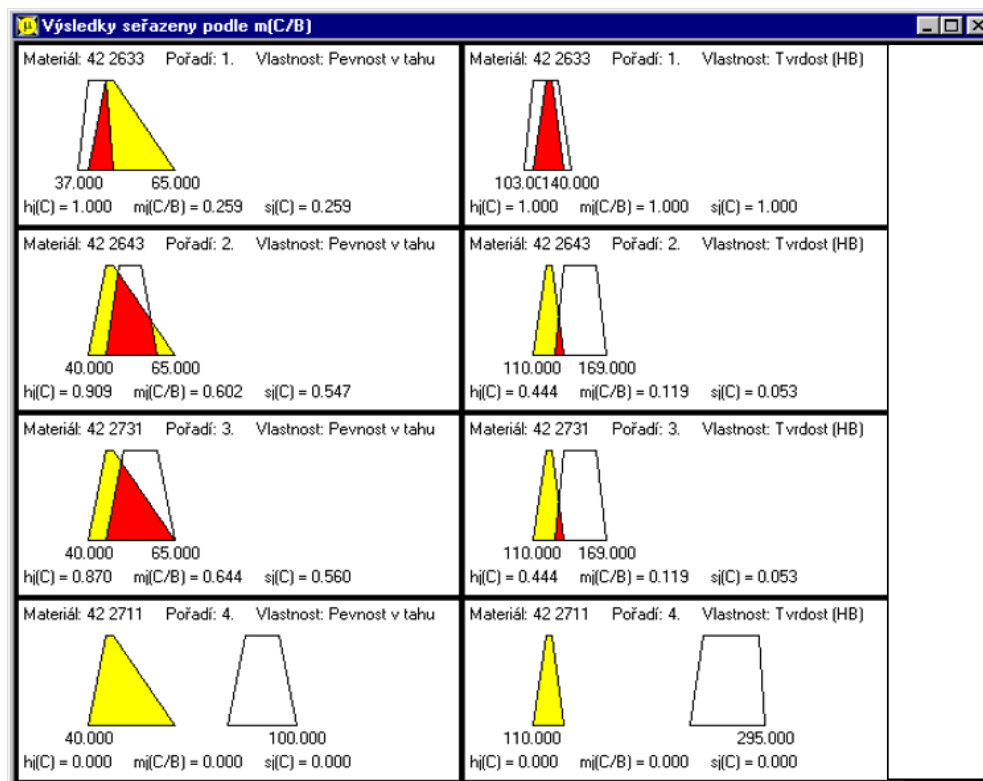 Výsledky seřazeny podle m(C/B)
Materiál: 42 2633 Pořadí: 1. Vlastnost: Pevnost v tahu
37.000 65.000
hj(C) = 1.000 mj(C/B) = 0.259 sj(C) = 0.259
Materiál: 42 2633 Pořadí: 1. Vlastnost: Tvrdost (HB)
103.0( 140.000
hj(C) = 1.000 mj(C/B) = 1.000 sj(C) = 1.000
Materiál: 42 2643 Pořadí: 2. Vlastnost: Pevnost v tahu
40.000 65.000
hj(C) = 0.909 mj(C/B) = 0.602 sj(C) = 0.547
Materiál: 42 2643 Pořadí: 2. Vlastnost: Tvrdost (HB)
110.000 169.000
hj(C) = 0.444 mj(C/B) = 0.119 sj(C) = 0.053
Materiál: 42 2731 Pořadí: 3. Vlastnost: Pevnost v tahu
40.000 65.000
hj(C) = 0.870 mj(C/B) = 0.644 sj(C) = 0.560
Materiál: 42 2731 Pořadí: 3. Vlastnost: Tvrdost (HB)
110.000 169.000
hj(C) = 0.444 mj(C/B) = 0.119 sj(C) = 0.053
Materiál: 42 2711 Pořadí: 4. Vlastnost: Pevnost v tahu
40.000 100.000
hj(C) = 0.000 mj(C/B) = 0.000 sj(C) = 0.000
Materiál: 42 2711 Pořadí: 4. Vlastnost: Tvrdost (HB)
110.000 295.000
hj(C) = 0.000 mj(C/B) = 0.000 sj(C) = 0.000